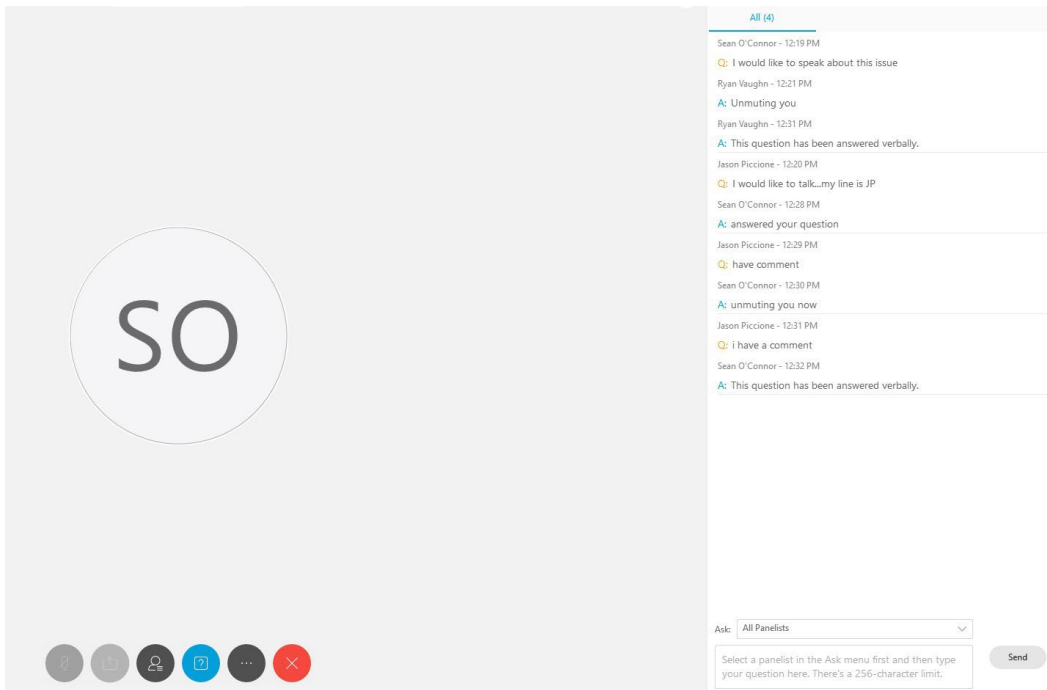 All (4)
Sean O'Connor - 12:19 PM
Q: I would like to speak about this issue
Ryan Vaughn - 12:21 PM
A: Unmuting you
Ryan Vaughn - 12:31 PM
A: This question has been answered verbally.
Jason Piccione - 12:20 PM
Q: I would like to talk...my line is JP
Sean O'Connor - 12:28 PM
A: answered your question
Jason Piccione - 12:29 PM
Q: have comment
Sean O'Connor - 12:30 PM
A: unmuting you now
Jason Piccione - 12:31 PM
Q: i have a comment
Sean O'Connor - 12:32 PM
A: This question has been answered verbally.
SO
Ask: All Panelists
Select a panelist in the Ask menu first and then type
your question here. There's a 256-character limit.
Send